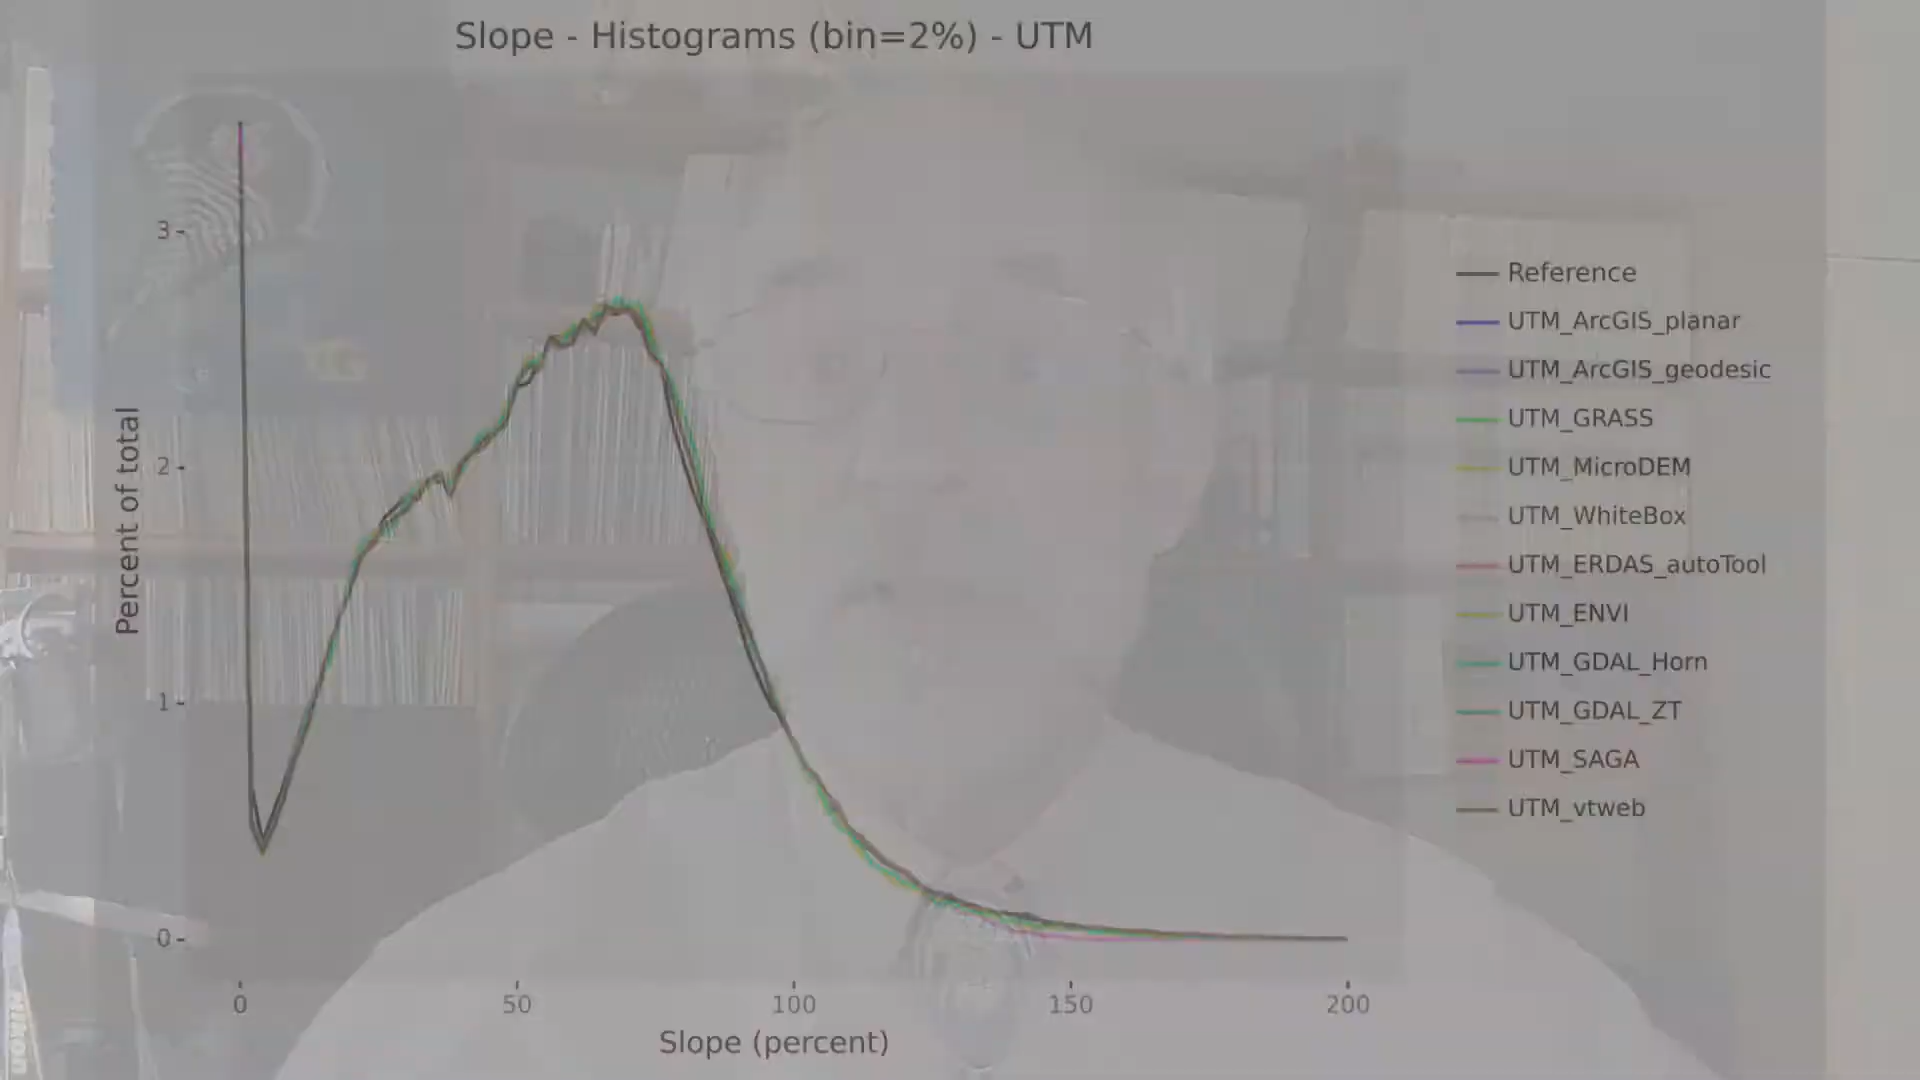 Slope - Histograms (bin=2%) - UTM
Percent of total
3
2
1
0
0 50 100 150 200
Slope (percent)
Reference
UTM_ArcGIS_planar
UTM_ArcGIS_geodesic
UTM_GRASS
UTM_MicroDEM
UTM_WhiteBox
UTM_ERDAS_autoTool
UTM_ENVI
UTM_GDAL_Horn
UTM_GDAL_ZT
UTM_SAGA
UTM_vtweb